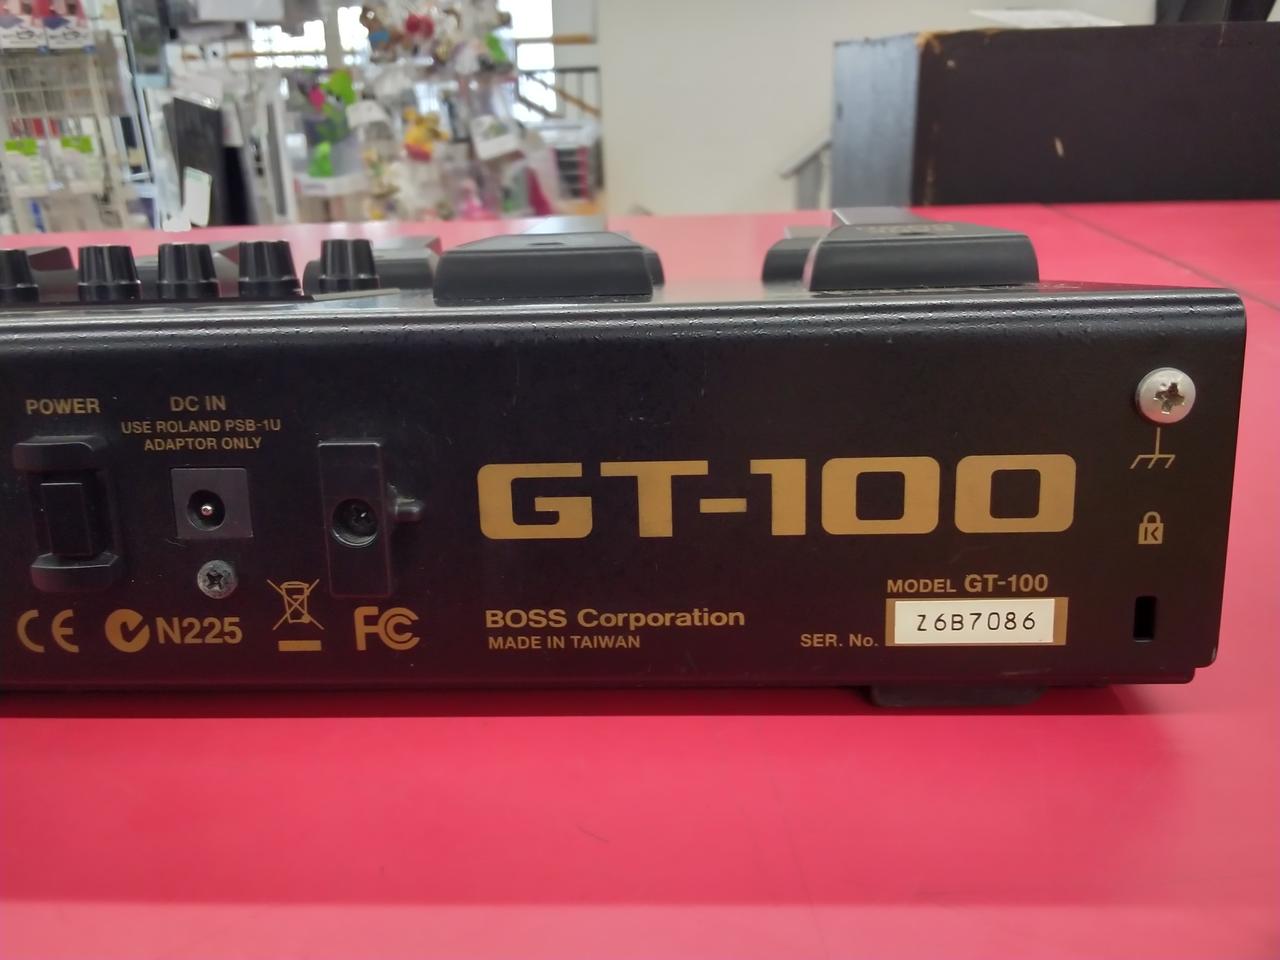 POWER
DC IN
USE ROLAND PSB-1U
ADAPTOR ONLY
GT-100
MODEL GT-100
SER. No. Z6B7086
BOSS Corporation
MADE IN TAIWAN
CE N225 FC
K